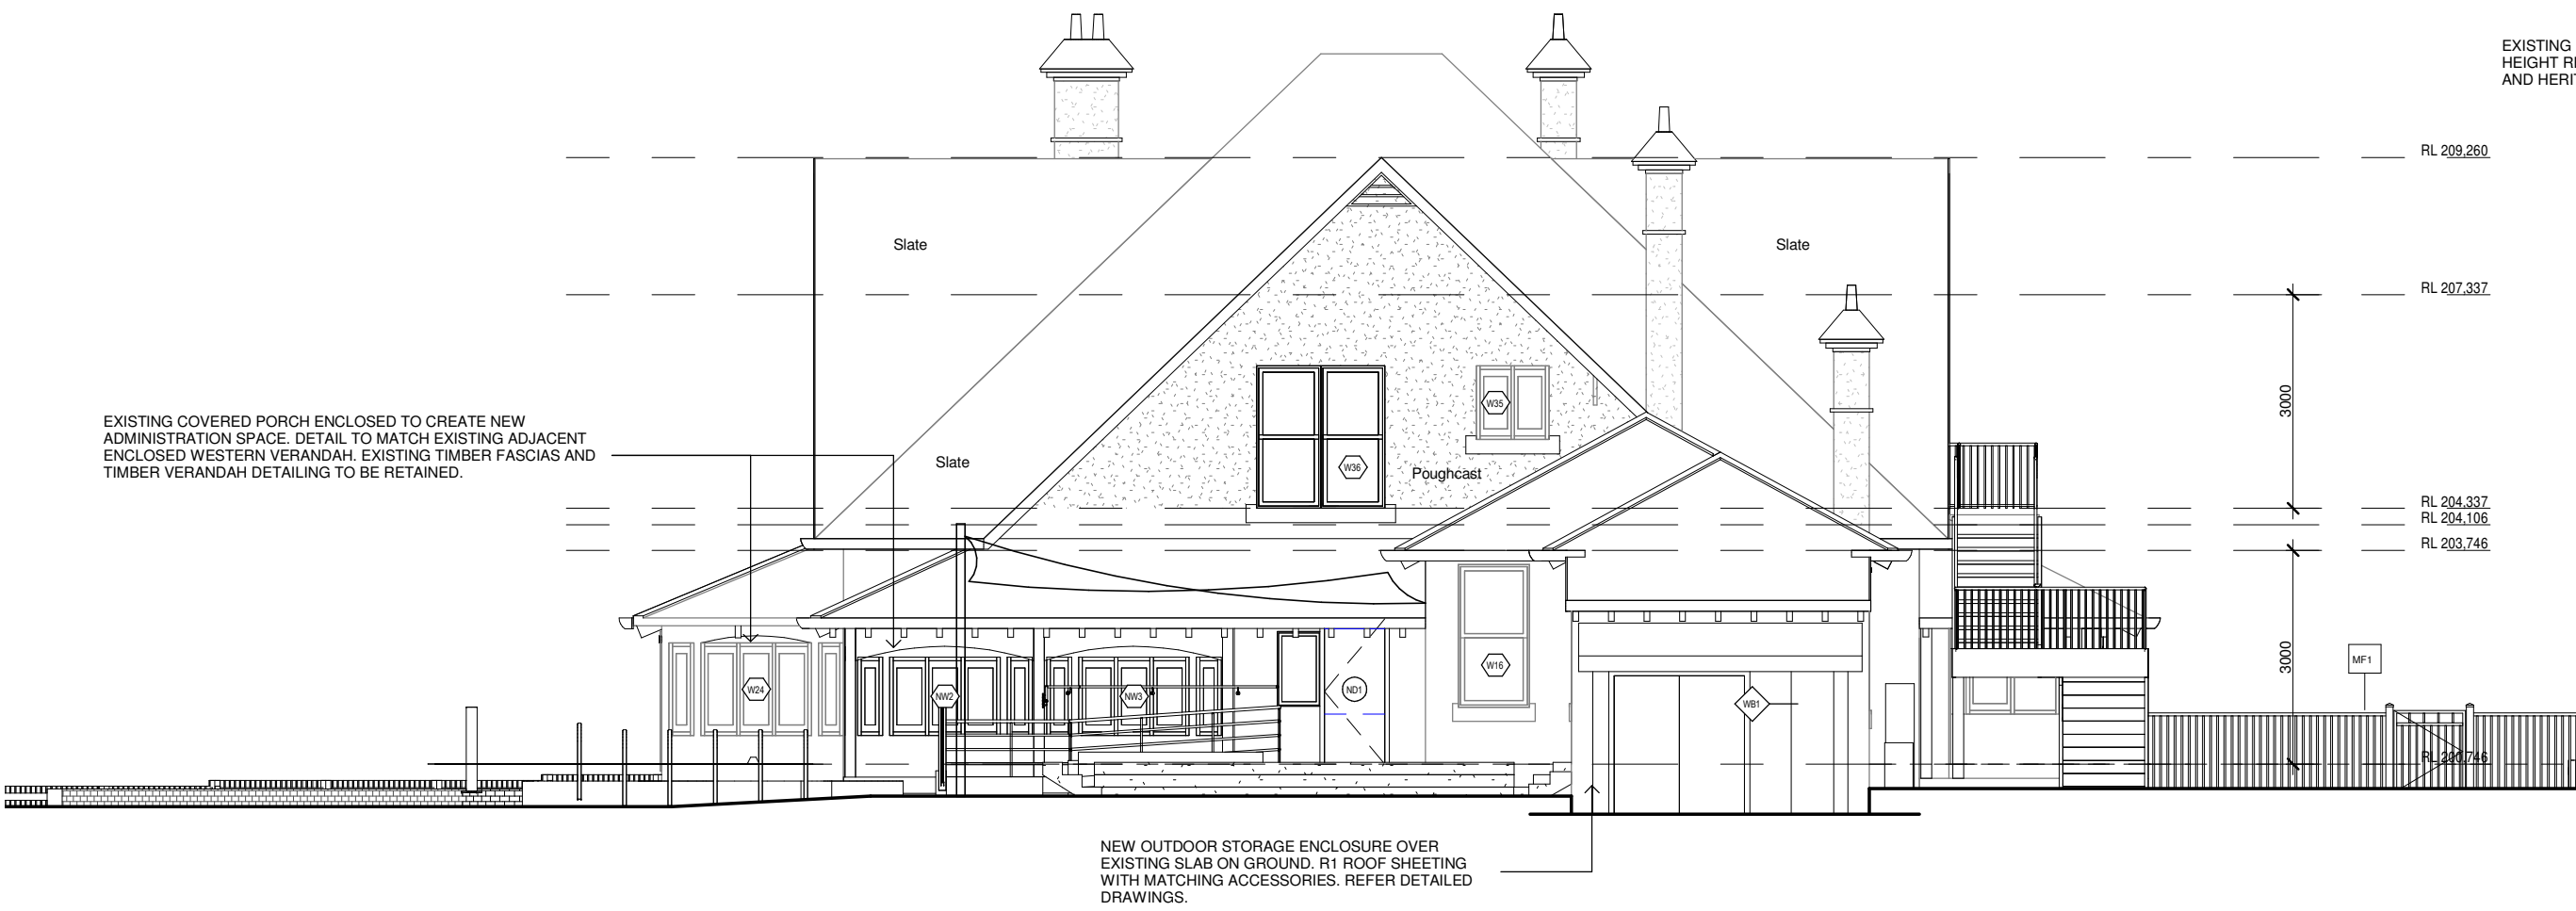 EXISTING
HEIGHT
AND
RL 209,260
Slate
Slate
RL 207,337
3000
W35
EXISTING COVERED PORCH ENCLOSED TO CREATE NEW
ADMINISTRATION SPACE. DETAIL TO MATCH EXISTING ADJACENT
ENCLOSED WESTERN VERANDAH. EXISTING TIMBER FASCIAS AND
TIMBER VERANDAH DETAILING TO BE RETAINED.
Slate
W36
Poughcast
RL 204,337
RL 204,106
RL 203,746
3000
MF1
W24
NW2
NW3
ND1
W16
WB1
RL 200,746
NEW OUTDOOR STORAGE ENCLOSURE OVER
EXISTING SLAB ON GROUND. R1 ROOF SHEETING
WITH MATCHING ACCESSORIES. REFER DETAILED
DRAWINGS.